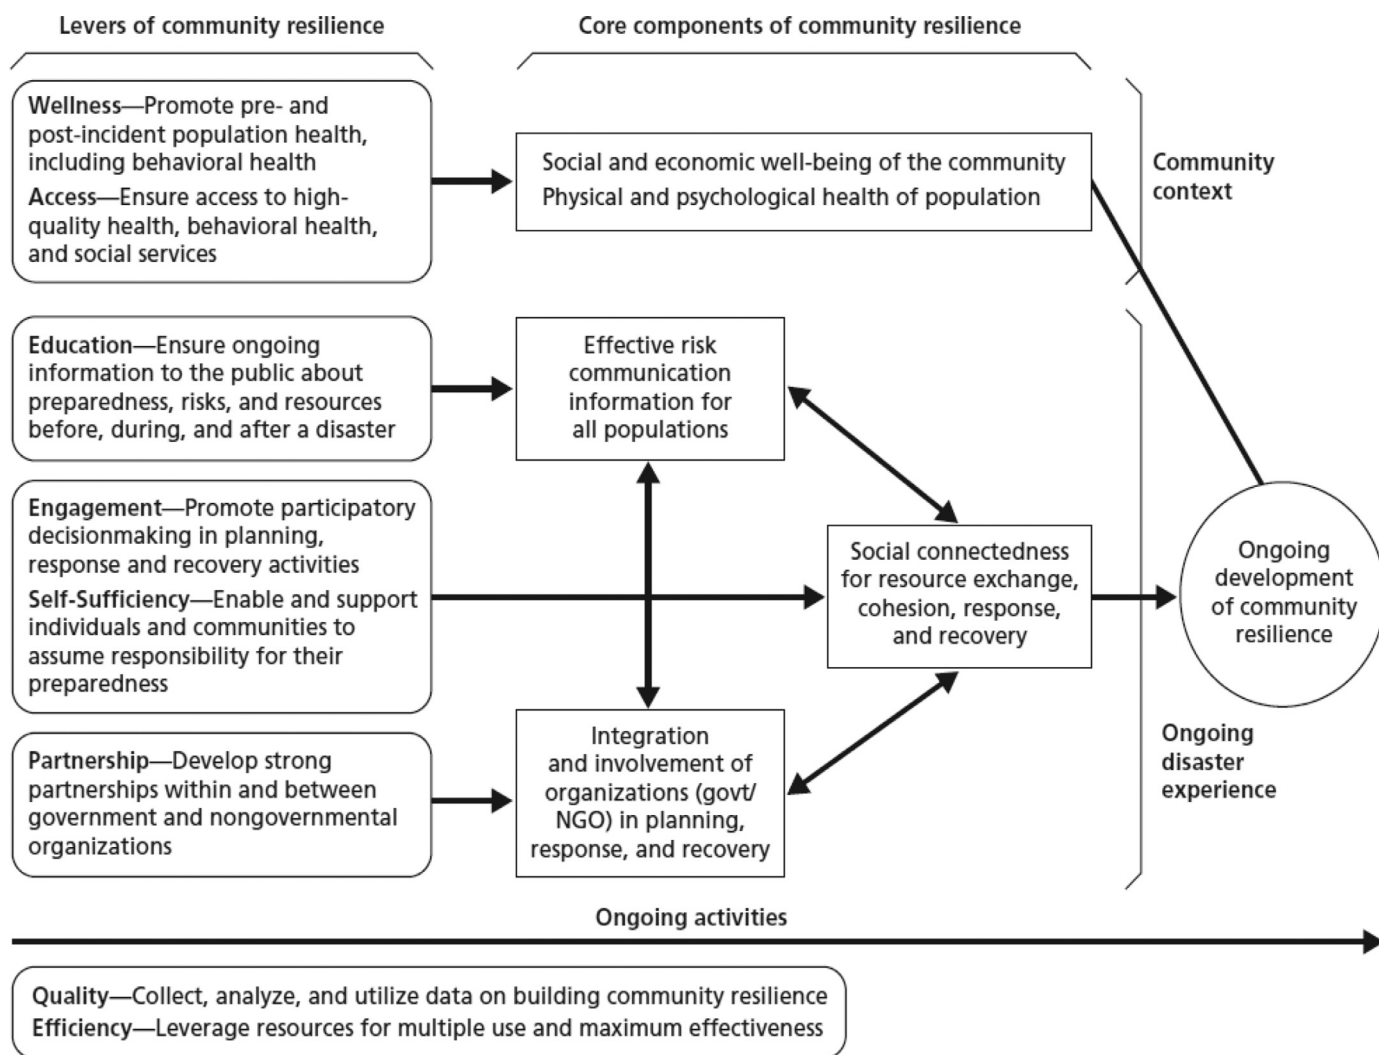 Levers of community resilience
Core components of community resilience
Wellness—Promote pre- and
post-incident population health,
including behavioral health
Access—Ensure access to high-
quality health, behavioral health,
and social services
Social and economic well-being of the community
Physical and psychological health of population
Community
context
Education—Ensure ongoing
information to the public about
preparedness, risks, and resources
before, during, and after a disaster
Effective risk
communication
information for
all populations
Engagement—Promote participatory
decisionmaking in planning,
response and recovery activities
Self-Sufficiency—Enable and support
individuals and communities to
assume responsibility for their
preparedness
Social connectedness
for resource exchange,
cohesion, response,
and recovery
Ongoing
development
of community
resilience
Partnership—Develop strong
partnerships within and between
government and nongovernmental
organizations
Integration
and involvement of
organizations (govt/
NGO) in planning,
response, and recovery
Ongoing
disaster
experience
Ongoing activities
Quality—Collect, analyze, and utilize data on building community resilience
Efficiency—Leverage resources for multiple use and maximum effectiveness